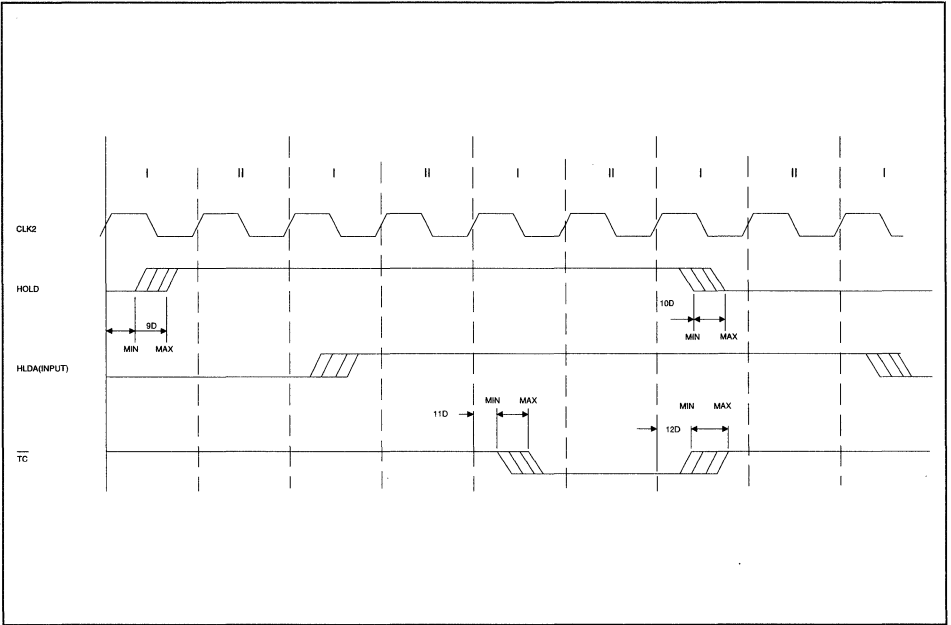 I II I II I II I II I
CLK2
HOLD
10D
9D
MIN MAX
MIN MAX
HLDA(INPUT)
MIN MAX
MIN MAX
11D
12D
TC